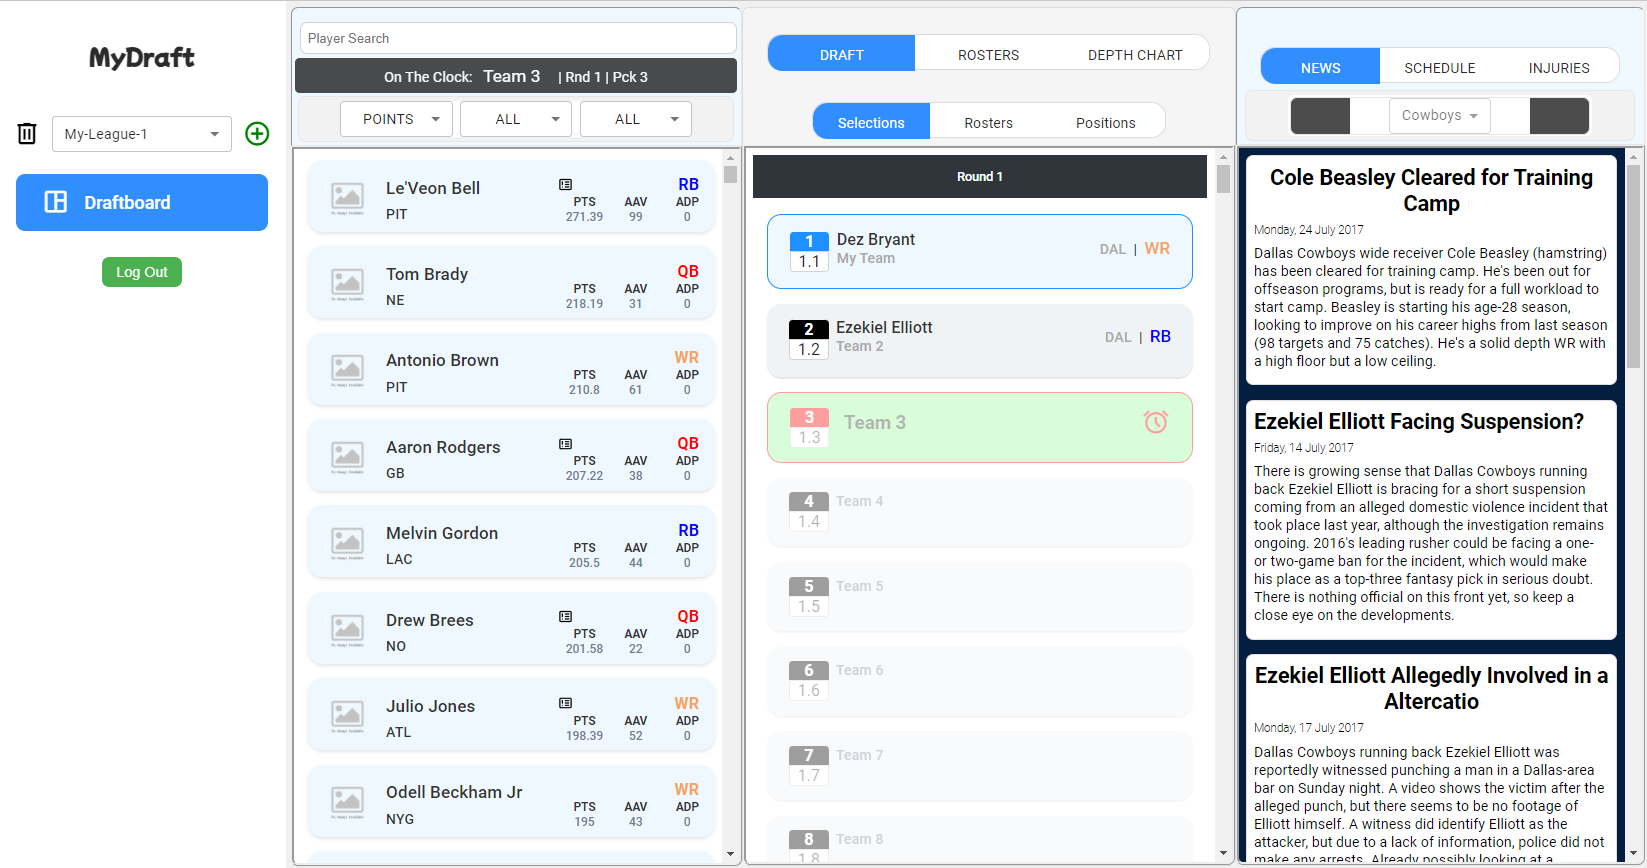 MyDraft
My-League-1
Draftboard
Log Out
Player Search
On The Clock: Team 3 | Rnd 1 | Pck 3
POINTS ALL ALL
Le'Veon Bell RB
PTS AAV ADP
PIT 271.39 99 0
Tom Brady QB
PTS AAV ADP
NE 218.19 31 0
Antonio Brown WR
PTS AAV ADP
PIT 210.8 61 0
Aaron Rodgers QB
PTS AAV ADP
GB 207.22 38 0
Melvin Gordon RB
PTS AAV ADP
LAC 205.5 44 0
Drew Brees QB
PTS AAV ADP
NO 201.58 22 0
Julio Jones WR
PTS AAV ADP
ATL 198.39 52 0
Odell Beckham Jr WR
PTS AAV ADP
NYG 195 43 0
DRAFT ROSTERS DEPTH CHART
Selections Rosters Positions
Round 1
1 Dez Bryant DAL | WR
1.1 My Team
2 Ezekiel Elliott DAL | RB
1.2 Team 2
3 Team 3
1.3
4 Team 4
1.4
5 Team 5
1.5
6 Team 6
1.6
7 Team 7
1.7
8 Team 8
1.8
NEWS SCHEDULE INJURIES
Cowboys
Cole Beasley Cleared for Training
Camp
Monday, 24 July 2017
Dallas Cowboys wide receiver Cole Beasley (hamstring)
has been cleared for training camp. He's been out for
offseason programs, but is ready for a full workload to
start camp. Beasley is starting his age-28 season,
looking to improve on his career highs from last season
(98 targets and 75 catches). He's a solid depth WR with
a high floor but a low ceiling.
Ezekiel Elliott Facing Suspension?
Friday, 14 July 2017
There is growing sense that Dallas Cowboys running
back Ezekiel Elliott is bracing for a short suspension
coming from an alleged domestic violence incident that
took place last year, although the investigation remains
ongoing. 2016's leading rusher could be facing a one-
or two-game ban for the incident, which would make
his place as a top-three fantasy pick in serious doubt.
There is nothing official on this front yet, so keep a
close eye on the developments.
Ezekiel Elliott Allegedly Involved in a
Altercatio
Monday, 17 July 2017
Dallas Cowboys running back Ezekiel Elliott was
reportedly witnessed punching a man in a Dallas-area
bar on Sunday night. A video shows the victim after the
alleged punch, but there seems to be no footage of
Elliott himself. A witness did identify Elliott as the
attacker, but due to a lack of information, police did not
make any arrests. Already possibly looking at a